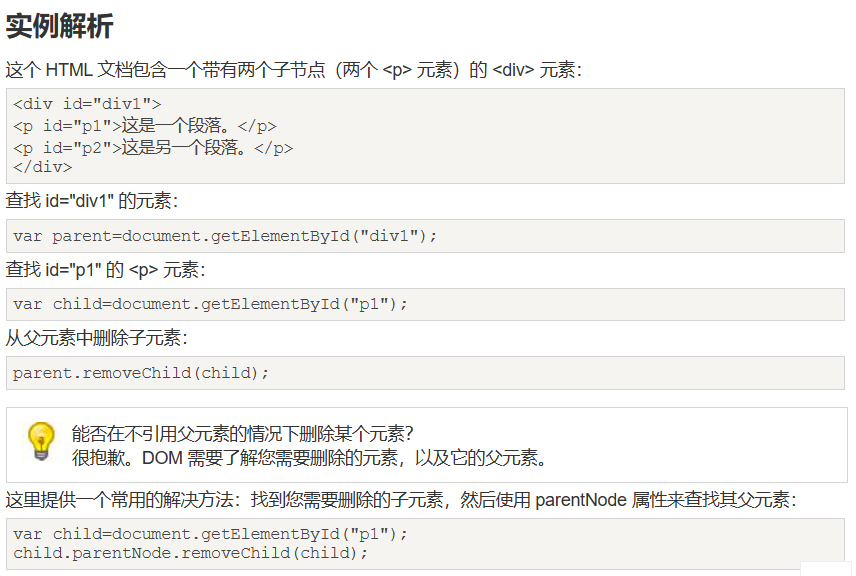 实例解析
这个 HTML 文档包含一个带有两个子节点（两个 <p> 元素）的 <div> 元素：
<div id="div1">
<p id="p1">这是一个段落。</p>
<p id="p2">这是另一个段落。</p>
</div>
查找 id="div1" 的元素：
var parent=document.getElementById("div1");
查找 id="p1" 的 <p> 元素：
var child=document.getElementById("p1");
从父元素中删除子元素：
parent.removeChild(child);
能否在不引用父元素的情况下删除某个元素？
很抱歉。DOM 需要了解您需要删除的元素，以及它的父元素。
这里提供一个常用的解决方法：找到您需要删除的子元素，然后使用 parentNode 属性来查找其父元素：
var child=document.getElementById("p1");
child.parentNode.removeChild(child);